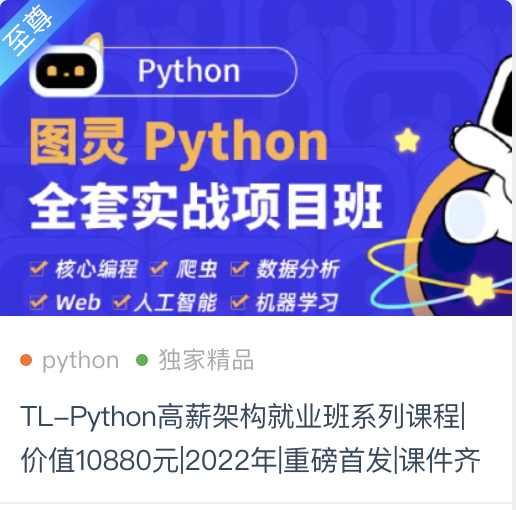 至尊
Python
图灵 Python
全套实战项目班
核心编程 爬虫 数据分析
Web 人工智能 机器学习
python 独家精品
TL-Python高薪架构就业班系列课程|
价值10880元|2022年|重磅首发|课件齐